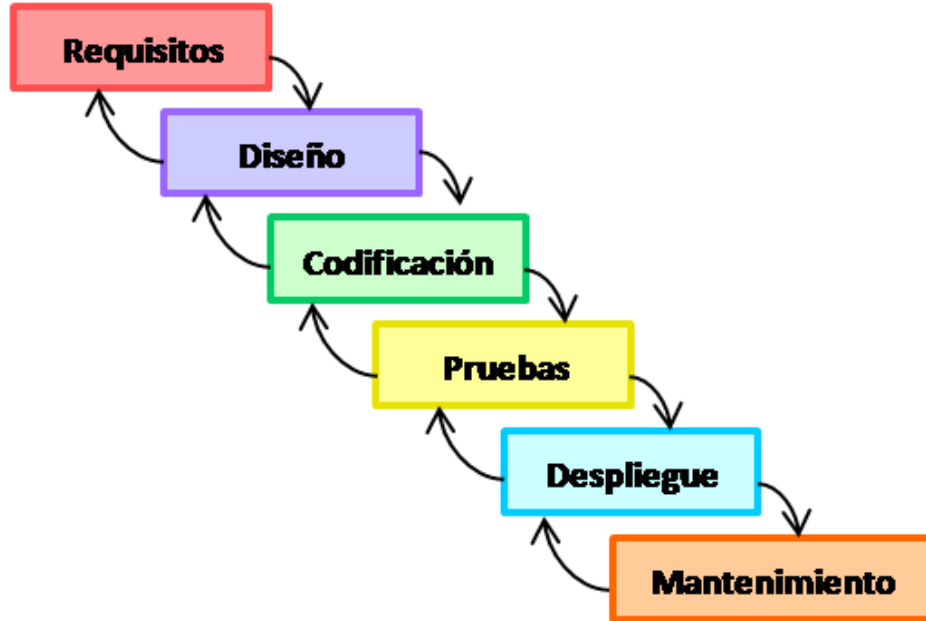 Requisitos
Diseño
Codificación
Pruebas
Despliegue
Mantenimiento